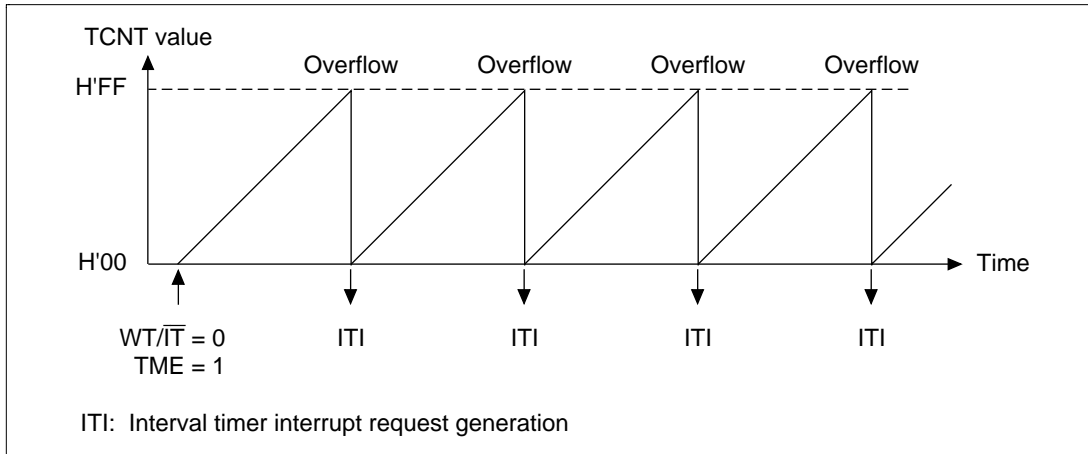 TCNT value
Overflow Overflow Overflow Overflow
H'FF
H'00
Time
WT/I̅T̅ = 0
TME = 1
ITI ITI ITI ITI
ITI: Interval timer interrupt request generation